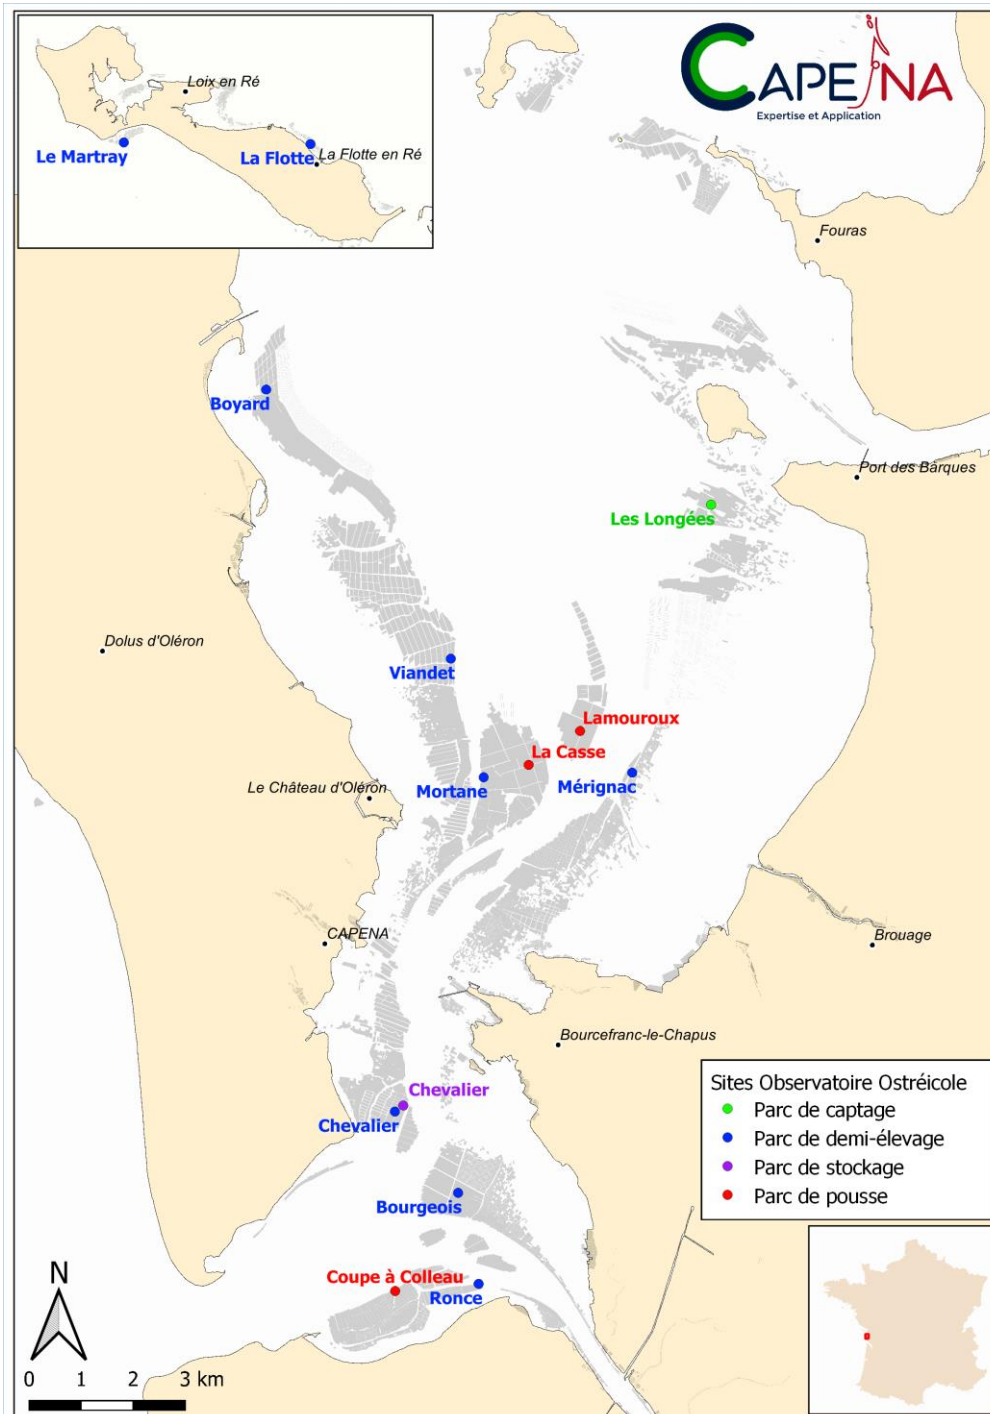 CAPENA
Expertise et Application
Loix en Ré
Le Martray
La Flotte
La Flotte en Ré
Fouras
Boyard
Port des Barques
Les Longées
Dolus d'Oléron
Viandet
Lamouroux
La Casse
Le Château d'Oléron
Mortane
Mérignac
CAPENA
Brouage
Bourcefranc-le-Chapus
Chevalier
Chevalier
Bourgeois
Coupe à Colleau
Ronce
Sites Observatoire Ostréicole
Parc de captage
Parc de demi-élevage
Parc de stockage
Parc de pousse
N
0 1 2 3 km